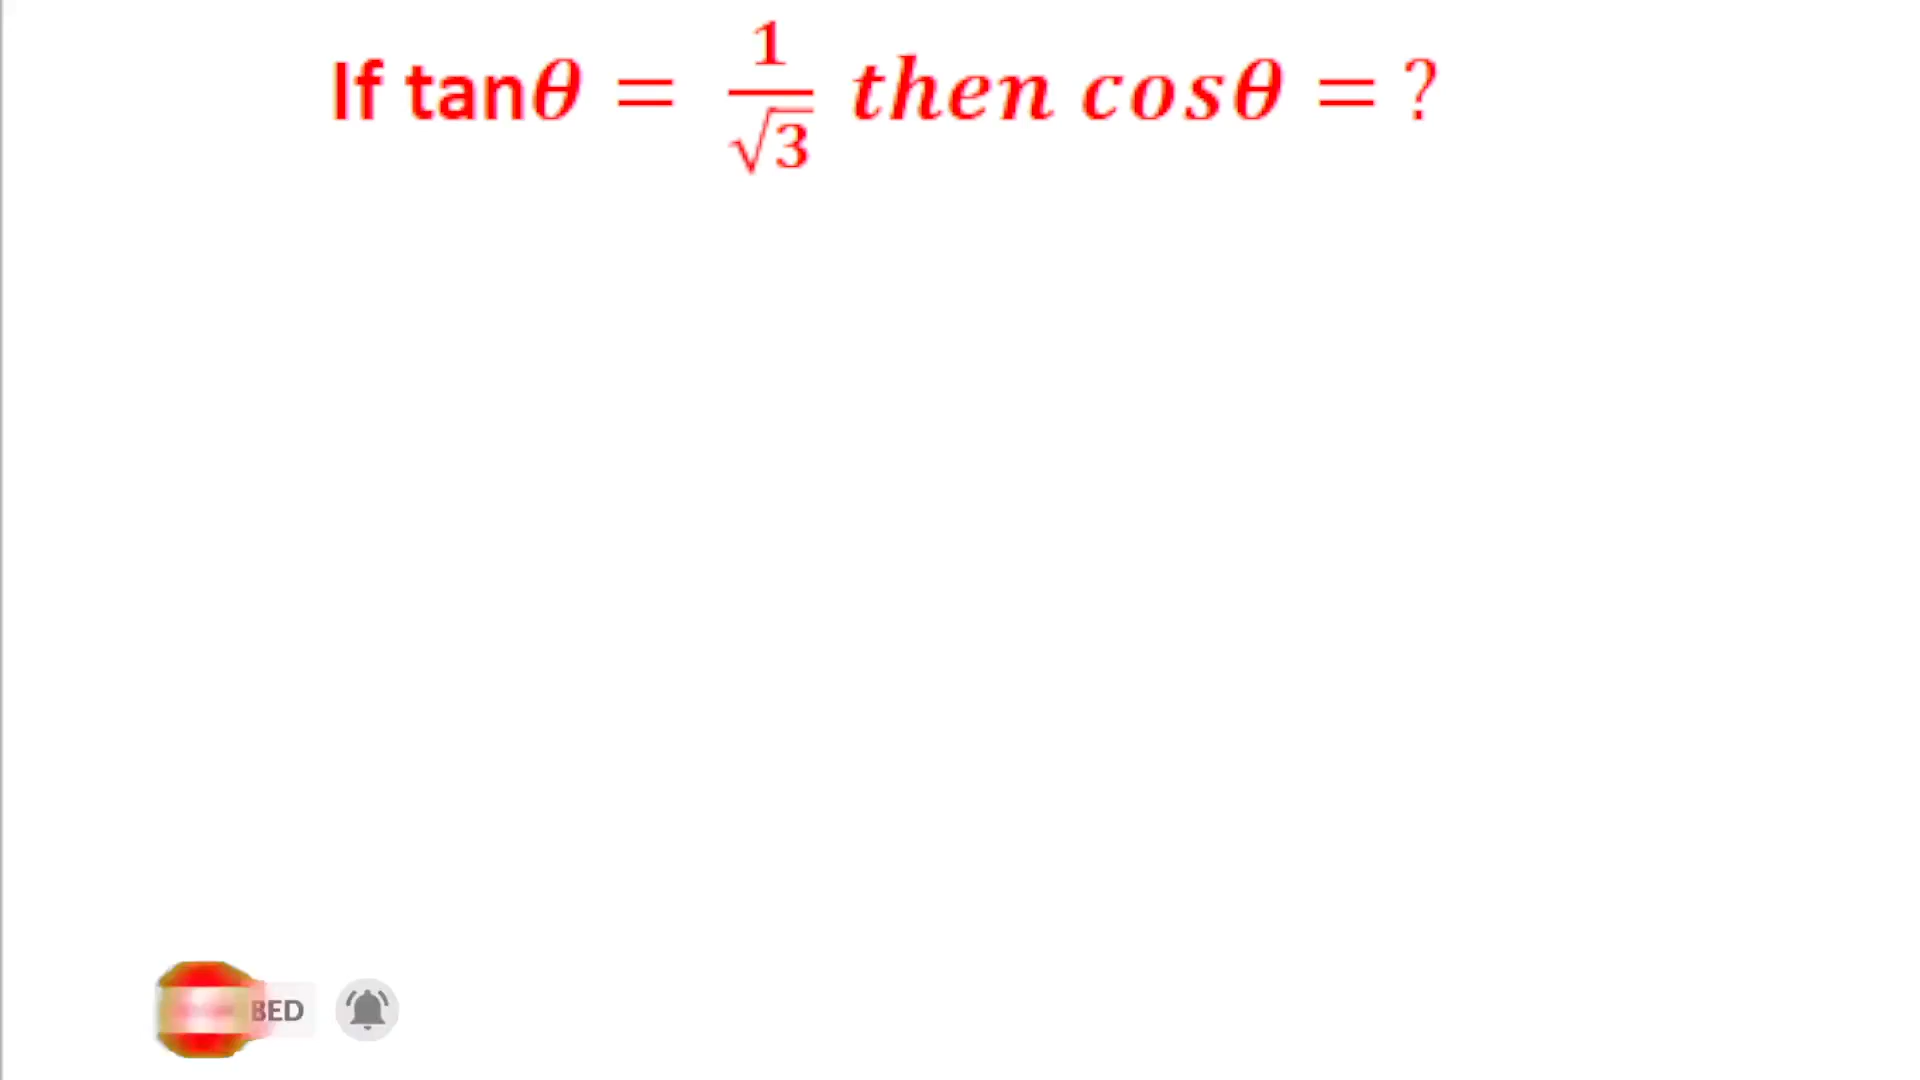 If tanθ = 1/√3 then cosθ = ?
BED